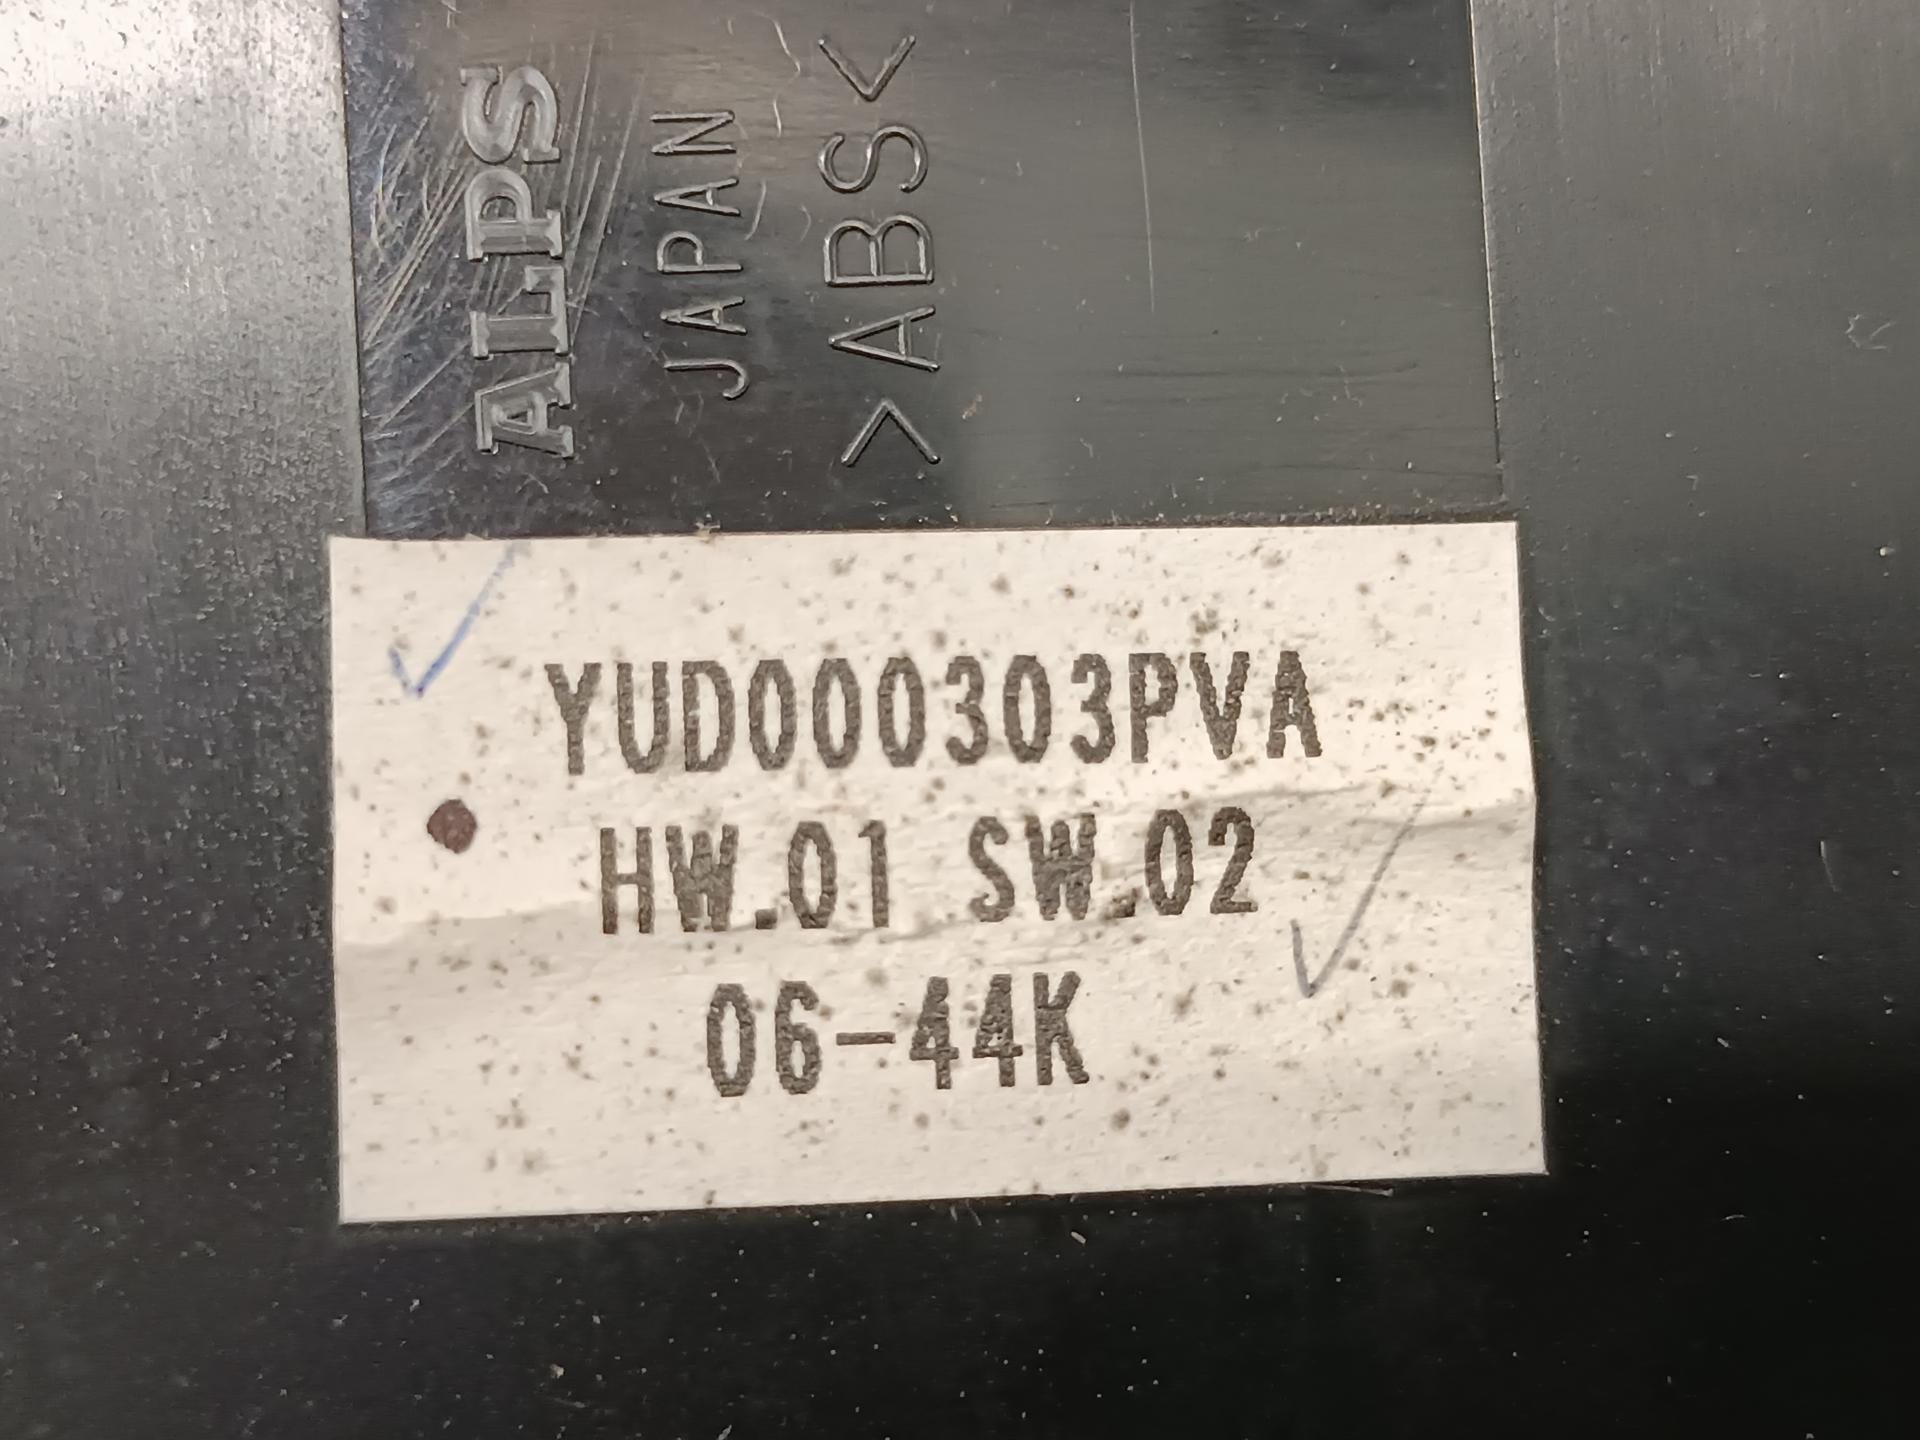 ALPS
JAPAN
>ABS<
YUD000303PVA
HW.01 SW.02
06-44K